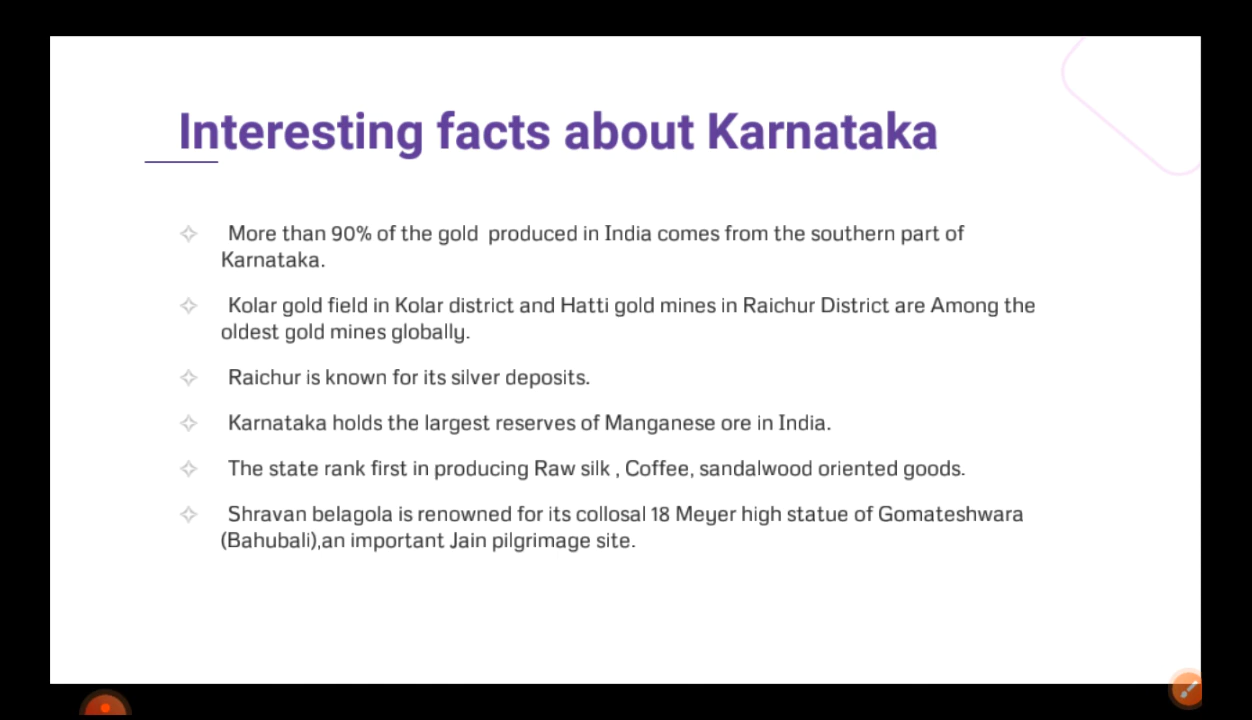 Interesting facts about Karnataka
More than 90% of the gold produced in India comes from the southern part of
Karnataka.
Kolar gold field in Kolar district and Hatti gold mines in Raichur District are Among the
oldest gold mines globally.
Raichur is known for its silver deposits.
Karnataka holds the largest reserves of Manganese ore in India.
The state rank first in producing Raw silk , Coffee, sandalwood oriented goods.
Shravan belagola is renowned for its collosal 18 Meyer high statue of Gomateshwara
(Bahubali),an important Jain pilgrimage site.